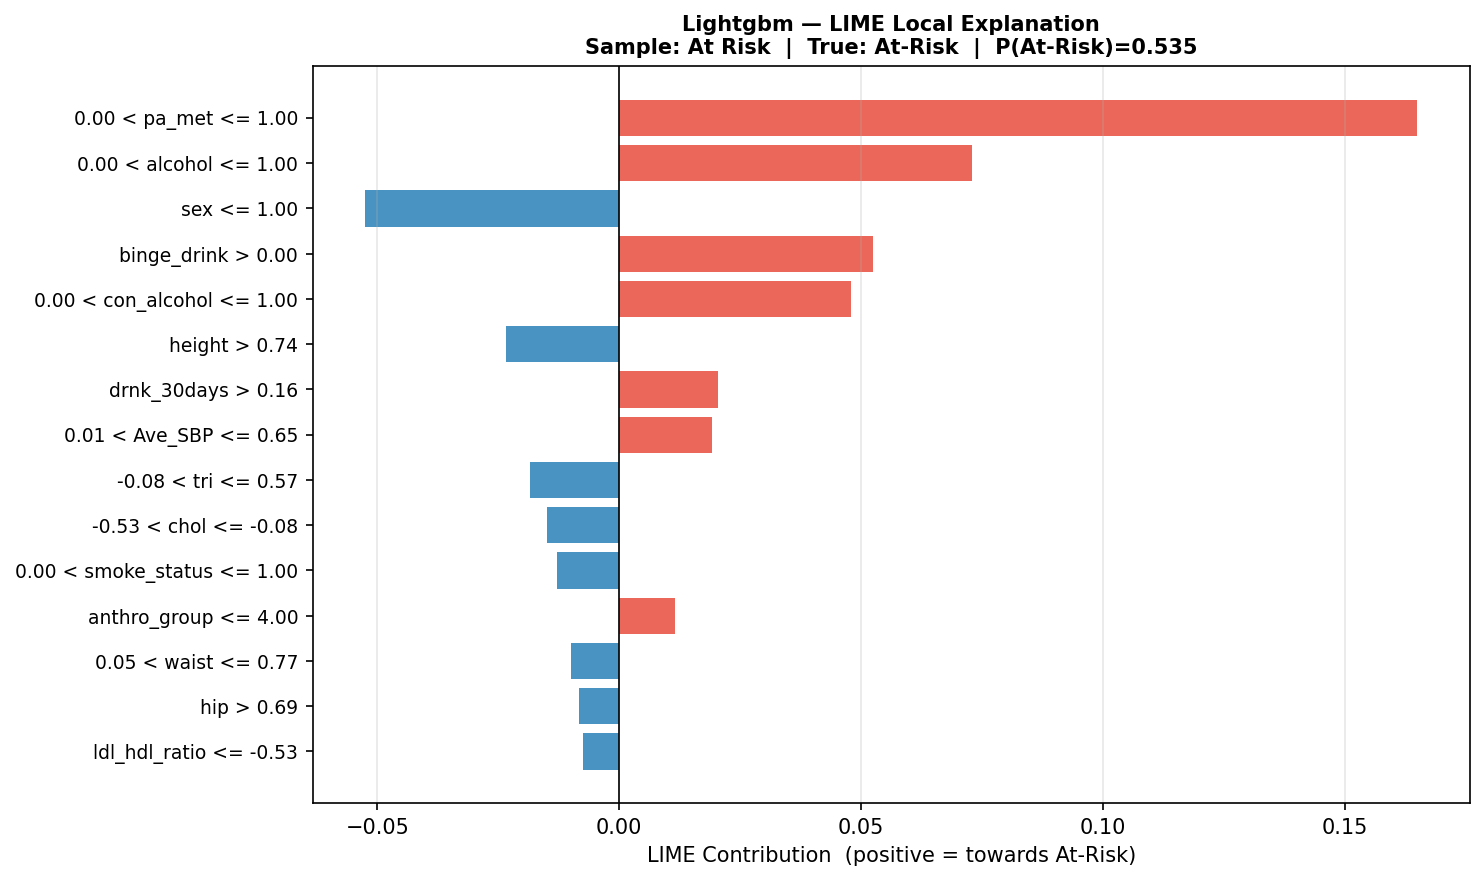 Lightgbm — LIME Local Explanation
Sample: At Risk | True: At-Risk | P(At-Risk)=0.535
0.00 < pa_met <= 1.00
0.00 < alcohol <= 1.00
sex <= 1.00
binge_drink > 0.00
0.00 < con_alcohol <= 1.00
height > 0.74
drnk_30days > 0.16
0.01 < Ave_SBP <= 0.65
-0.08 < tri <= 0.57
-0.53 < chol <= -0.08
0.00 < smoke_status <= 1.00
anthro_group <= 4.00
0.05 < waist <= 0.77
hip > 0.69
ldl_hdl_ratio <= -0.53
−0.05 0.00 0.05 0.10 0.15
LIME Contribution (positive = towards At-Risk)